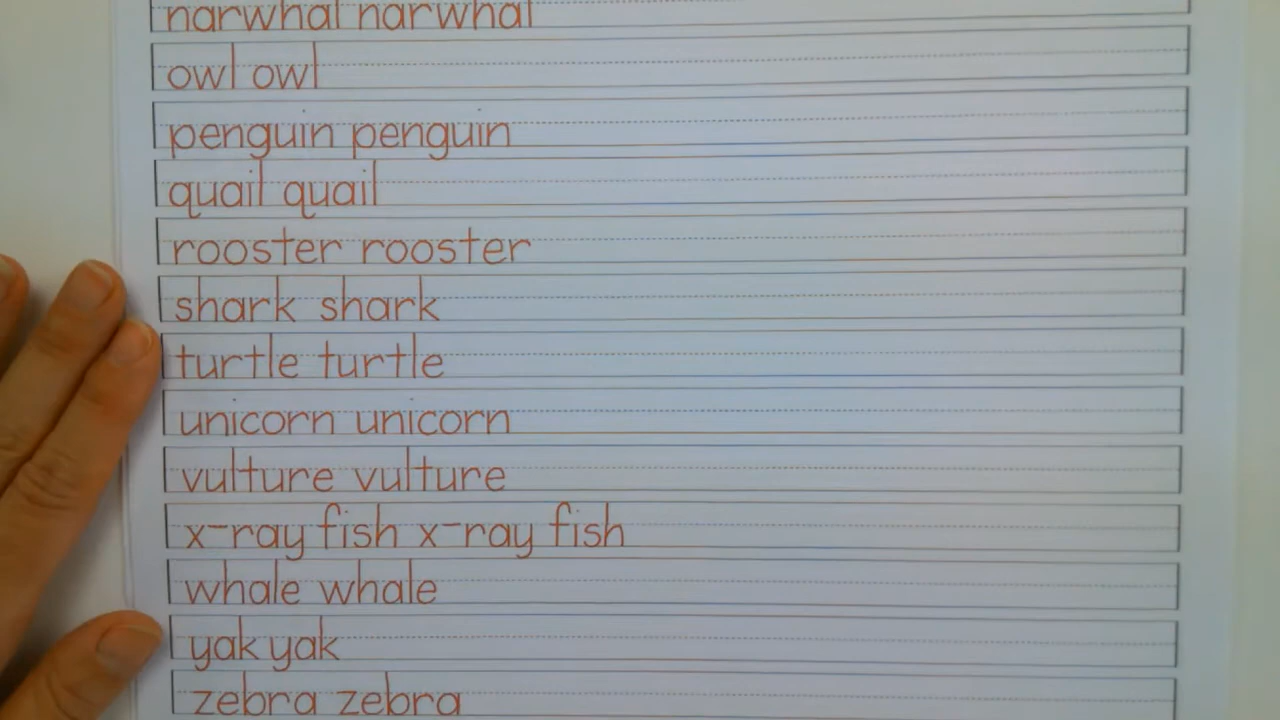 narwhal narwhal
owl owl
penguin penguin
quail quail
rooster rooster
shark shark
turtle turtle
unicorn unicorn
vulture vulture
x-ray fish x-ray fish
whale whale
yak yak
zebra zebra